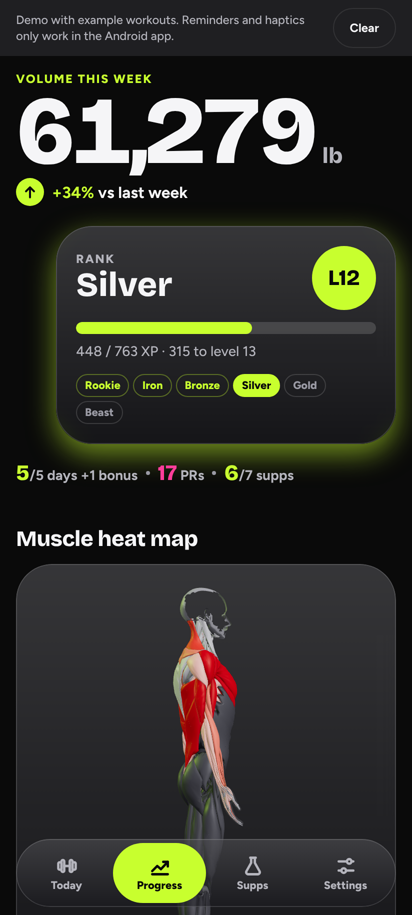 Demo with example workouts. Reminders and haptics
only work in the Android app.
Clear
VOLUME THIS WEEK
61,279 lb
+34% vs last week
RANK
Silver
L12
448 / 763 XP · 315 to level 13
Rookie Iron Bronze Silver Gold
Beast
5/5 days +1 bonus • 17 PRs • 6/7 supps
Muscle heat map
Today Progress Supps Settings